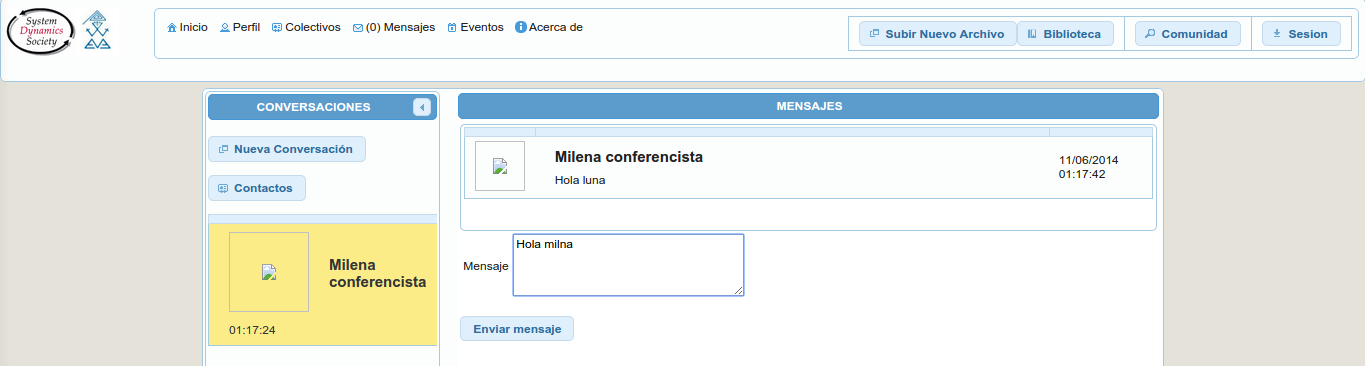 System
Dynamics
Society
Inicio Perfil Colectivos (0) Mensajes Eventos Acerca de
Subir Nuevo Archivo Biblioteca Comunidad Sesion
CONVERSACIONES
Nueva Conversación
Contactos
Milena
conferencista
01:17:24
MENSAJES
Milena conferencista
Hola luna
11/06/2014
01:17:42
Mensaje Hola milna
Enviar mensaje